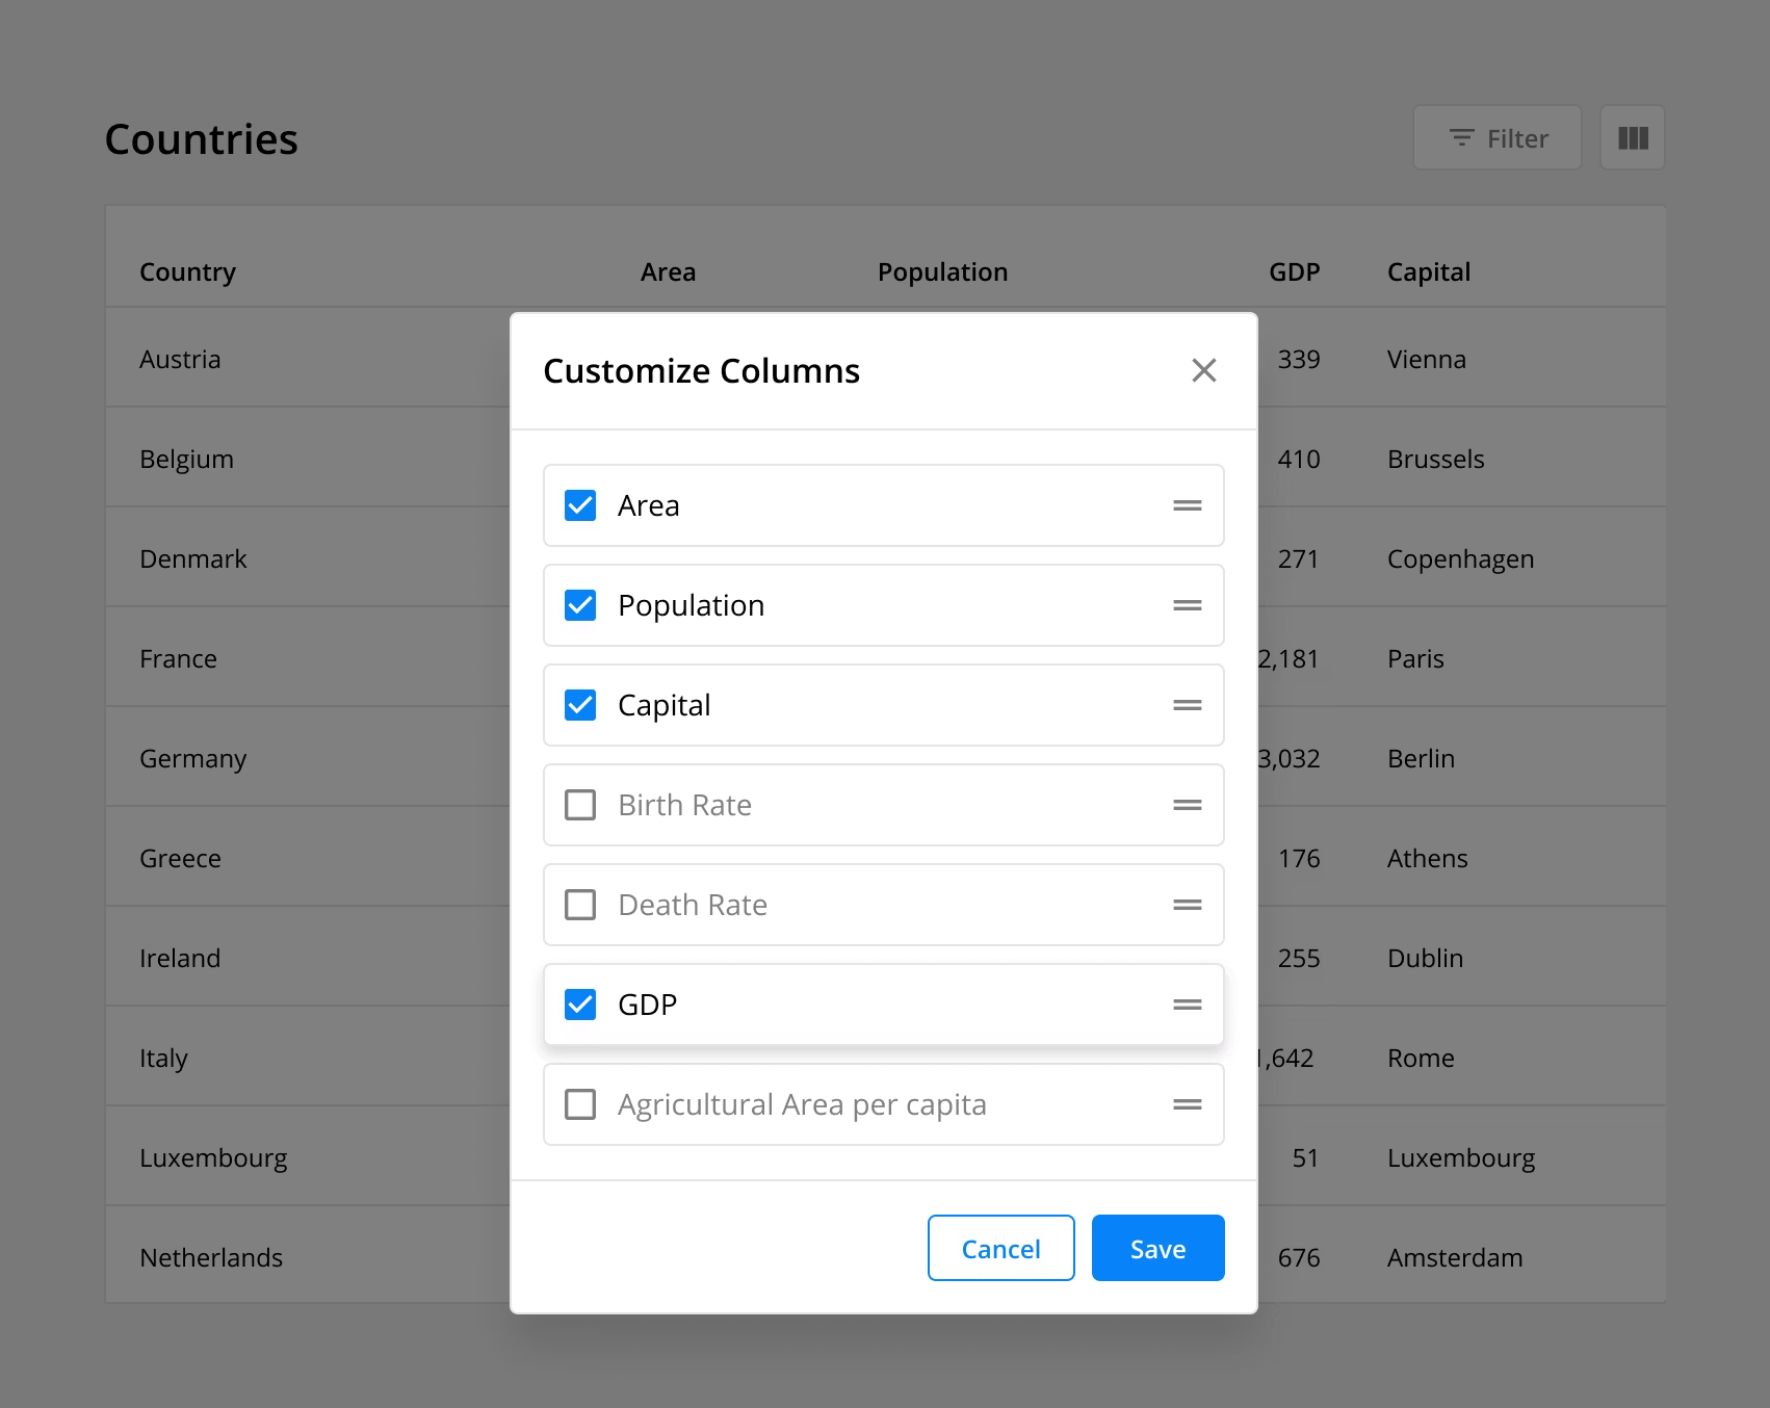 Countries
Filter
Country Area Population GDP Capital
Customize Columns
Austria 339 Vienna
Belgium 410 Brussels
Area
Denmark 271 Copenhagen
Population
France 2,181 Paris
Capital
Germany 3,032 Berlin
Birth Rate
Greece 176 Athens
Death Rate
Ireland 255 Dublin
GDP
Italy ,642 Rome
Agricultural Area per capita
Luxembourg 51 Luxembourg
Cancel Save
Netherlands 676 Amsterdam